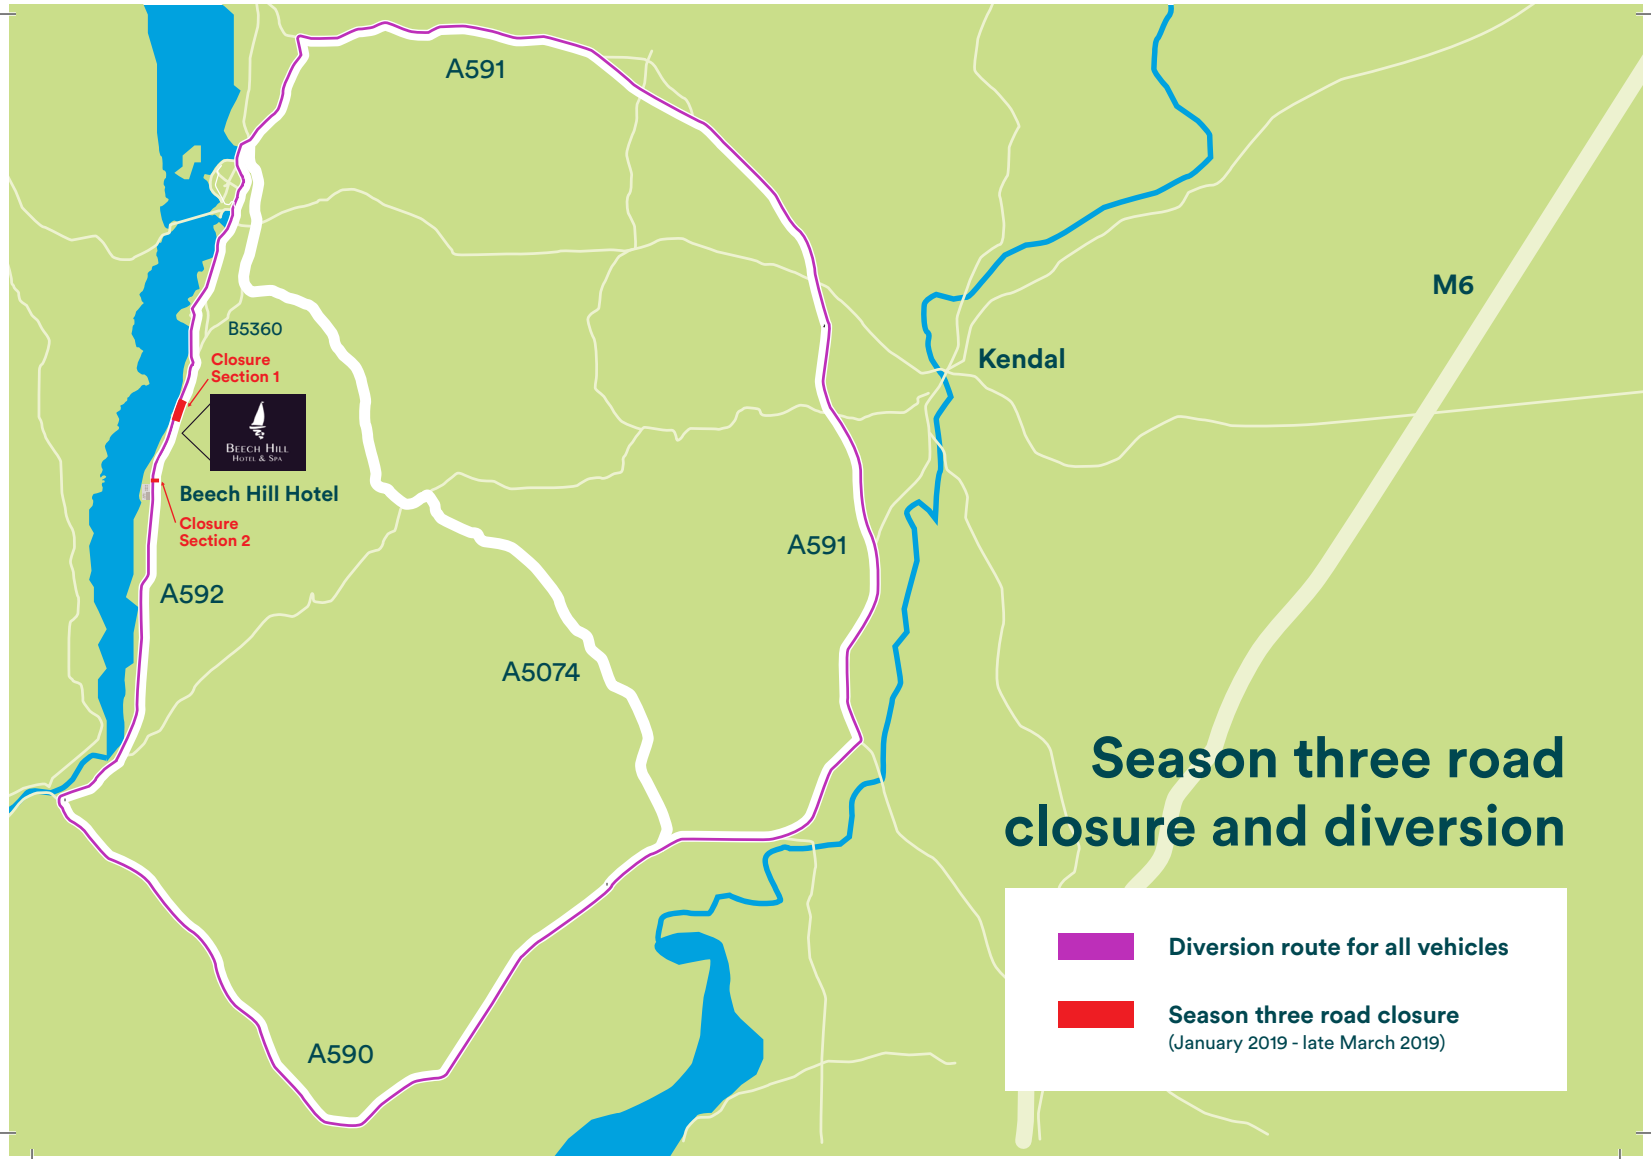 A591
M6
B5360
Closure
Section 1
Kendal
BEECH HILL
HOTEL & SPA
Beech Hill Hotel
Closure
Section 2
A591
A592
A5074
Season three road
closure and diversion
Diversion route for all vehicles
Season three road closure
(January 2019 - late March 2019)
A590